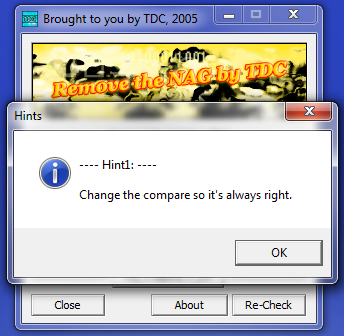 Brought to you by TDC, 2005
Remove the NAG by TDC
Hints
---- Hint1: ----
Change the compare so it's always right.
OK
Close
About
Re-Check